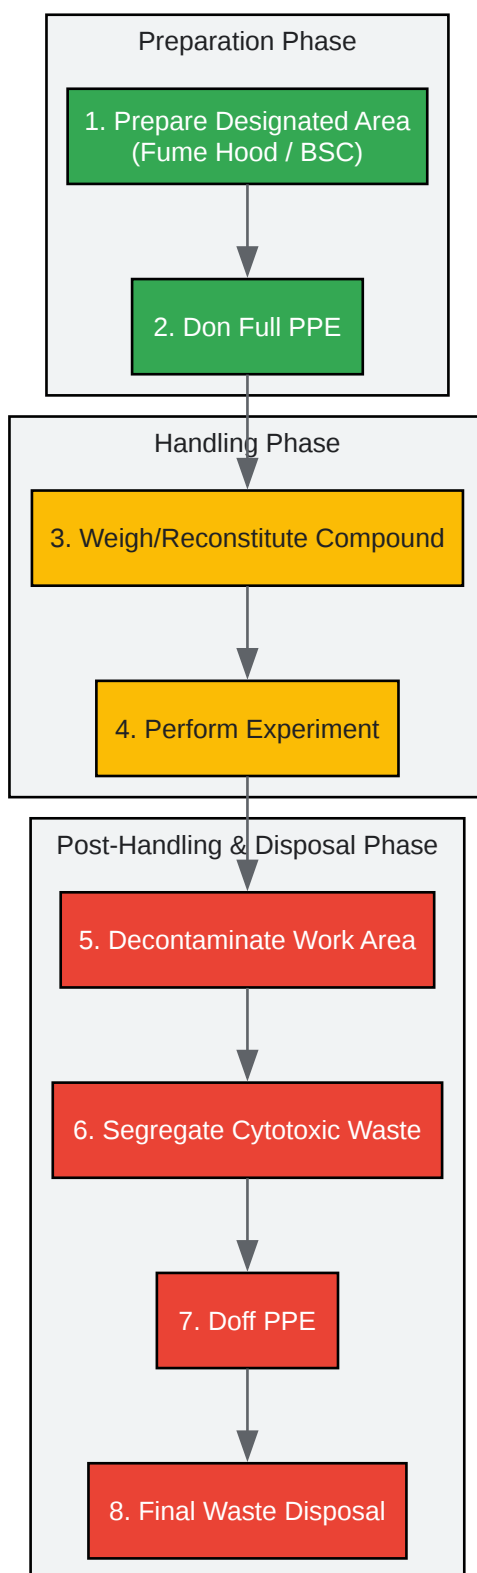 Preparation Phase
1. Prepare Designated Area
(Fume Hood / BSC)
2. Don Full PPE
Handling Phase
3. Weigh/Reconstitute Compound
4. Perform Experiment
Post-Handling & Disposal Phase
5. Decontaminate Work Area
6. Segregate Cytotoxic Waste
7. Doff PPE
8. Final Waste Disposal